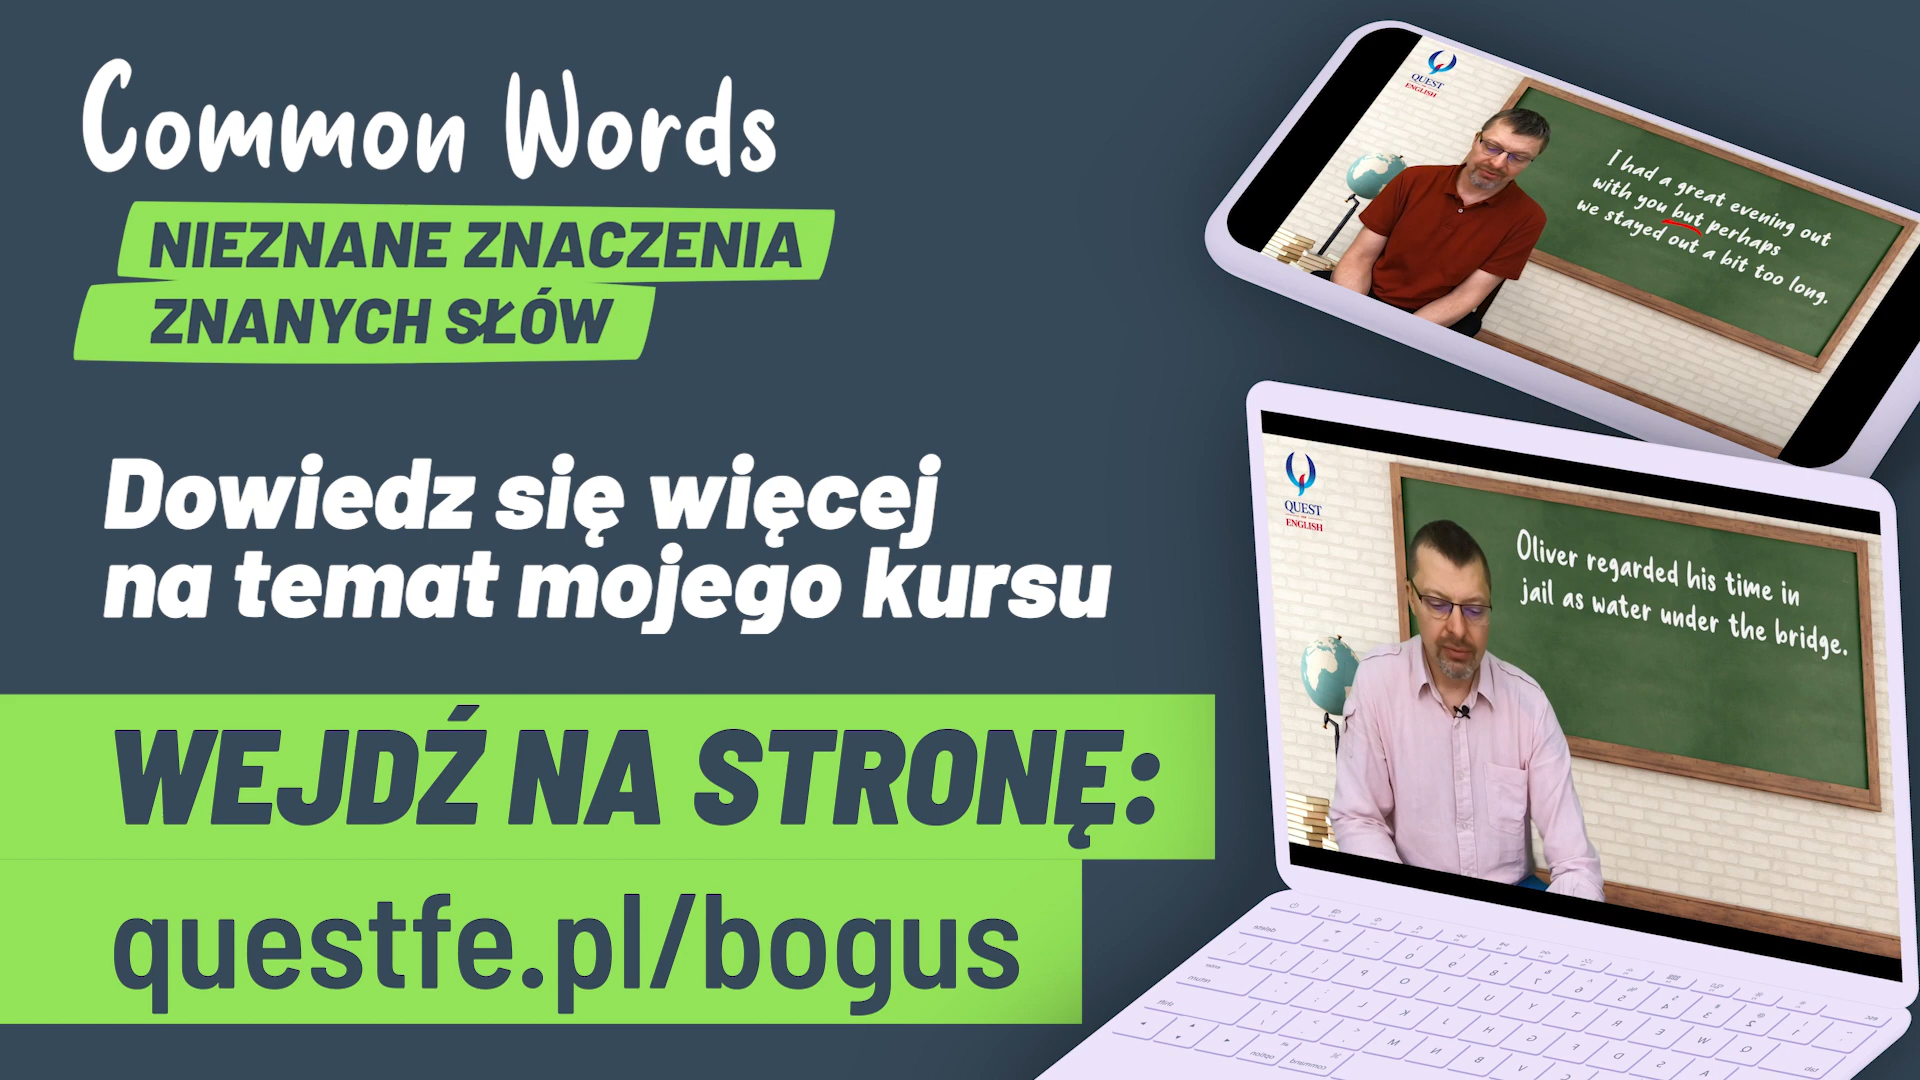 Common Words
NIEZNANE ZNACZENIA
ZNANYCH SŁÓW
Dowiedz się więcej
na temat mojego kursu
WEJDŹ NA STRONĘ:
questfe.pl/bogus
QUEST
ENGLISH
I had a great evening out
with you but perhaps
we stayed out a bit too long.
QUEST
ENGLISH
Oliver regarded his time in
jail as water under the bridge.